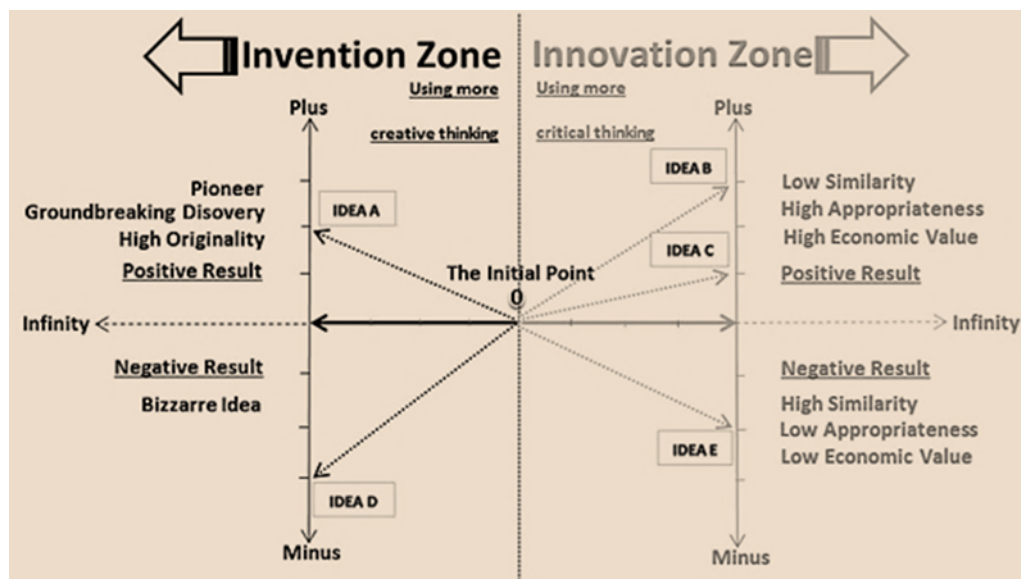 Invention Zone
Innovation Zone
Using more
creative thinking
Using more
critical thinking
Plus
Plus
Pioneer
Groundbreaking Disovery
High Originality
Positive Result
IDEA A
IDEA B
IDEA C
Low Similarity
High Appropriateness
High Economic Value
Positive Result
The Initial Point
0
Infinity
Infinity
Negative Result
Bizzarre Idea
IDEA D
IDEA E
Negative Result
High Similarity
Low Appropriateness
Low Economic Value
Minus
Minus